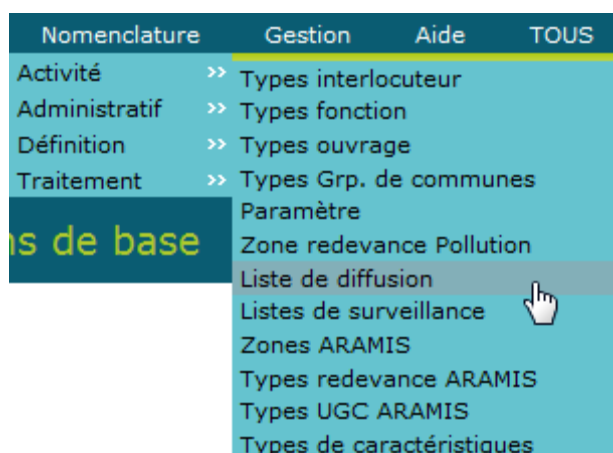 Nomenclature Gestion Aide TOUS
Activité >>
Administratif >>
Définition >>
Traitement >>
Types interlocuteur
Types fonction
Types ouvrage
Types Grp. de communes
Paramètre
Zone redevance Pollution
Liste de diffusion
Listes de surveillance
Zones ARAMIS
Types redevance ARAMIS
Types UGC ARAMIS
Types de caractéristiques
ns de base